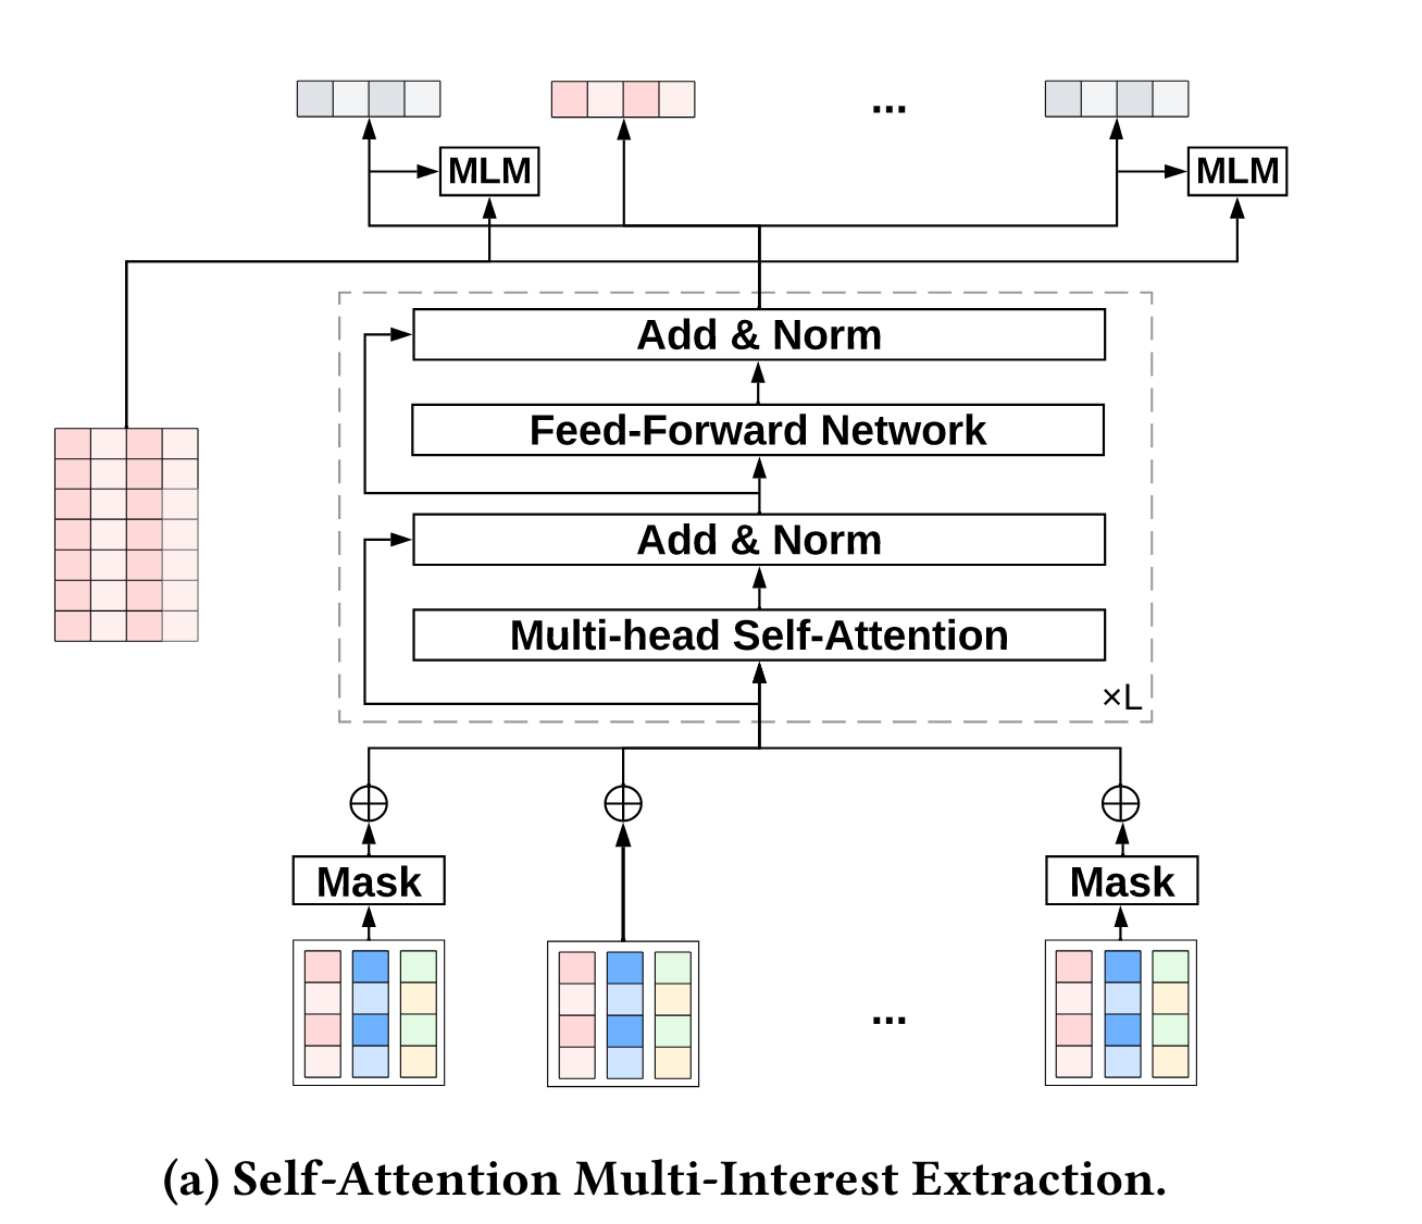 ...
MLM
MLM
Add & Norm
Feed-Forward Network
Add & Norm
Multi-head Self-Attention
×L
Mask
Mask
...
(a) Self-Attention Multi-Interest Extraction.